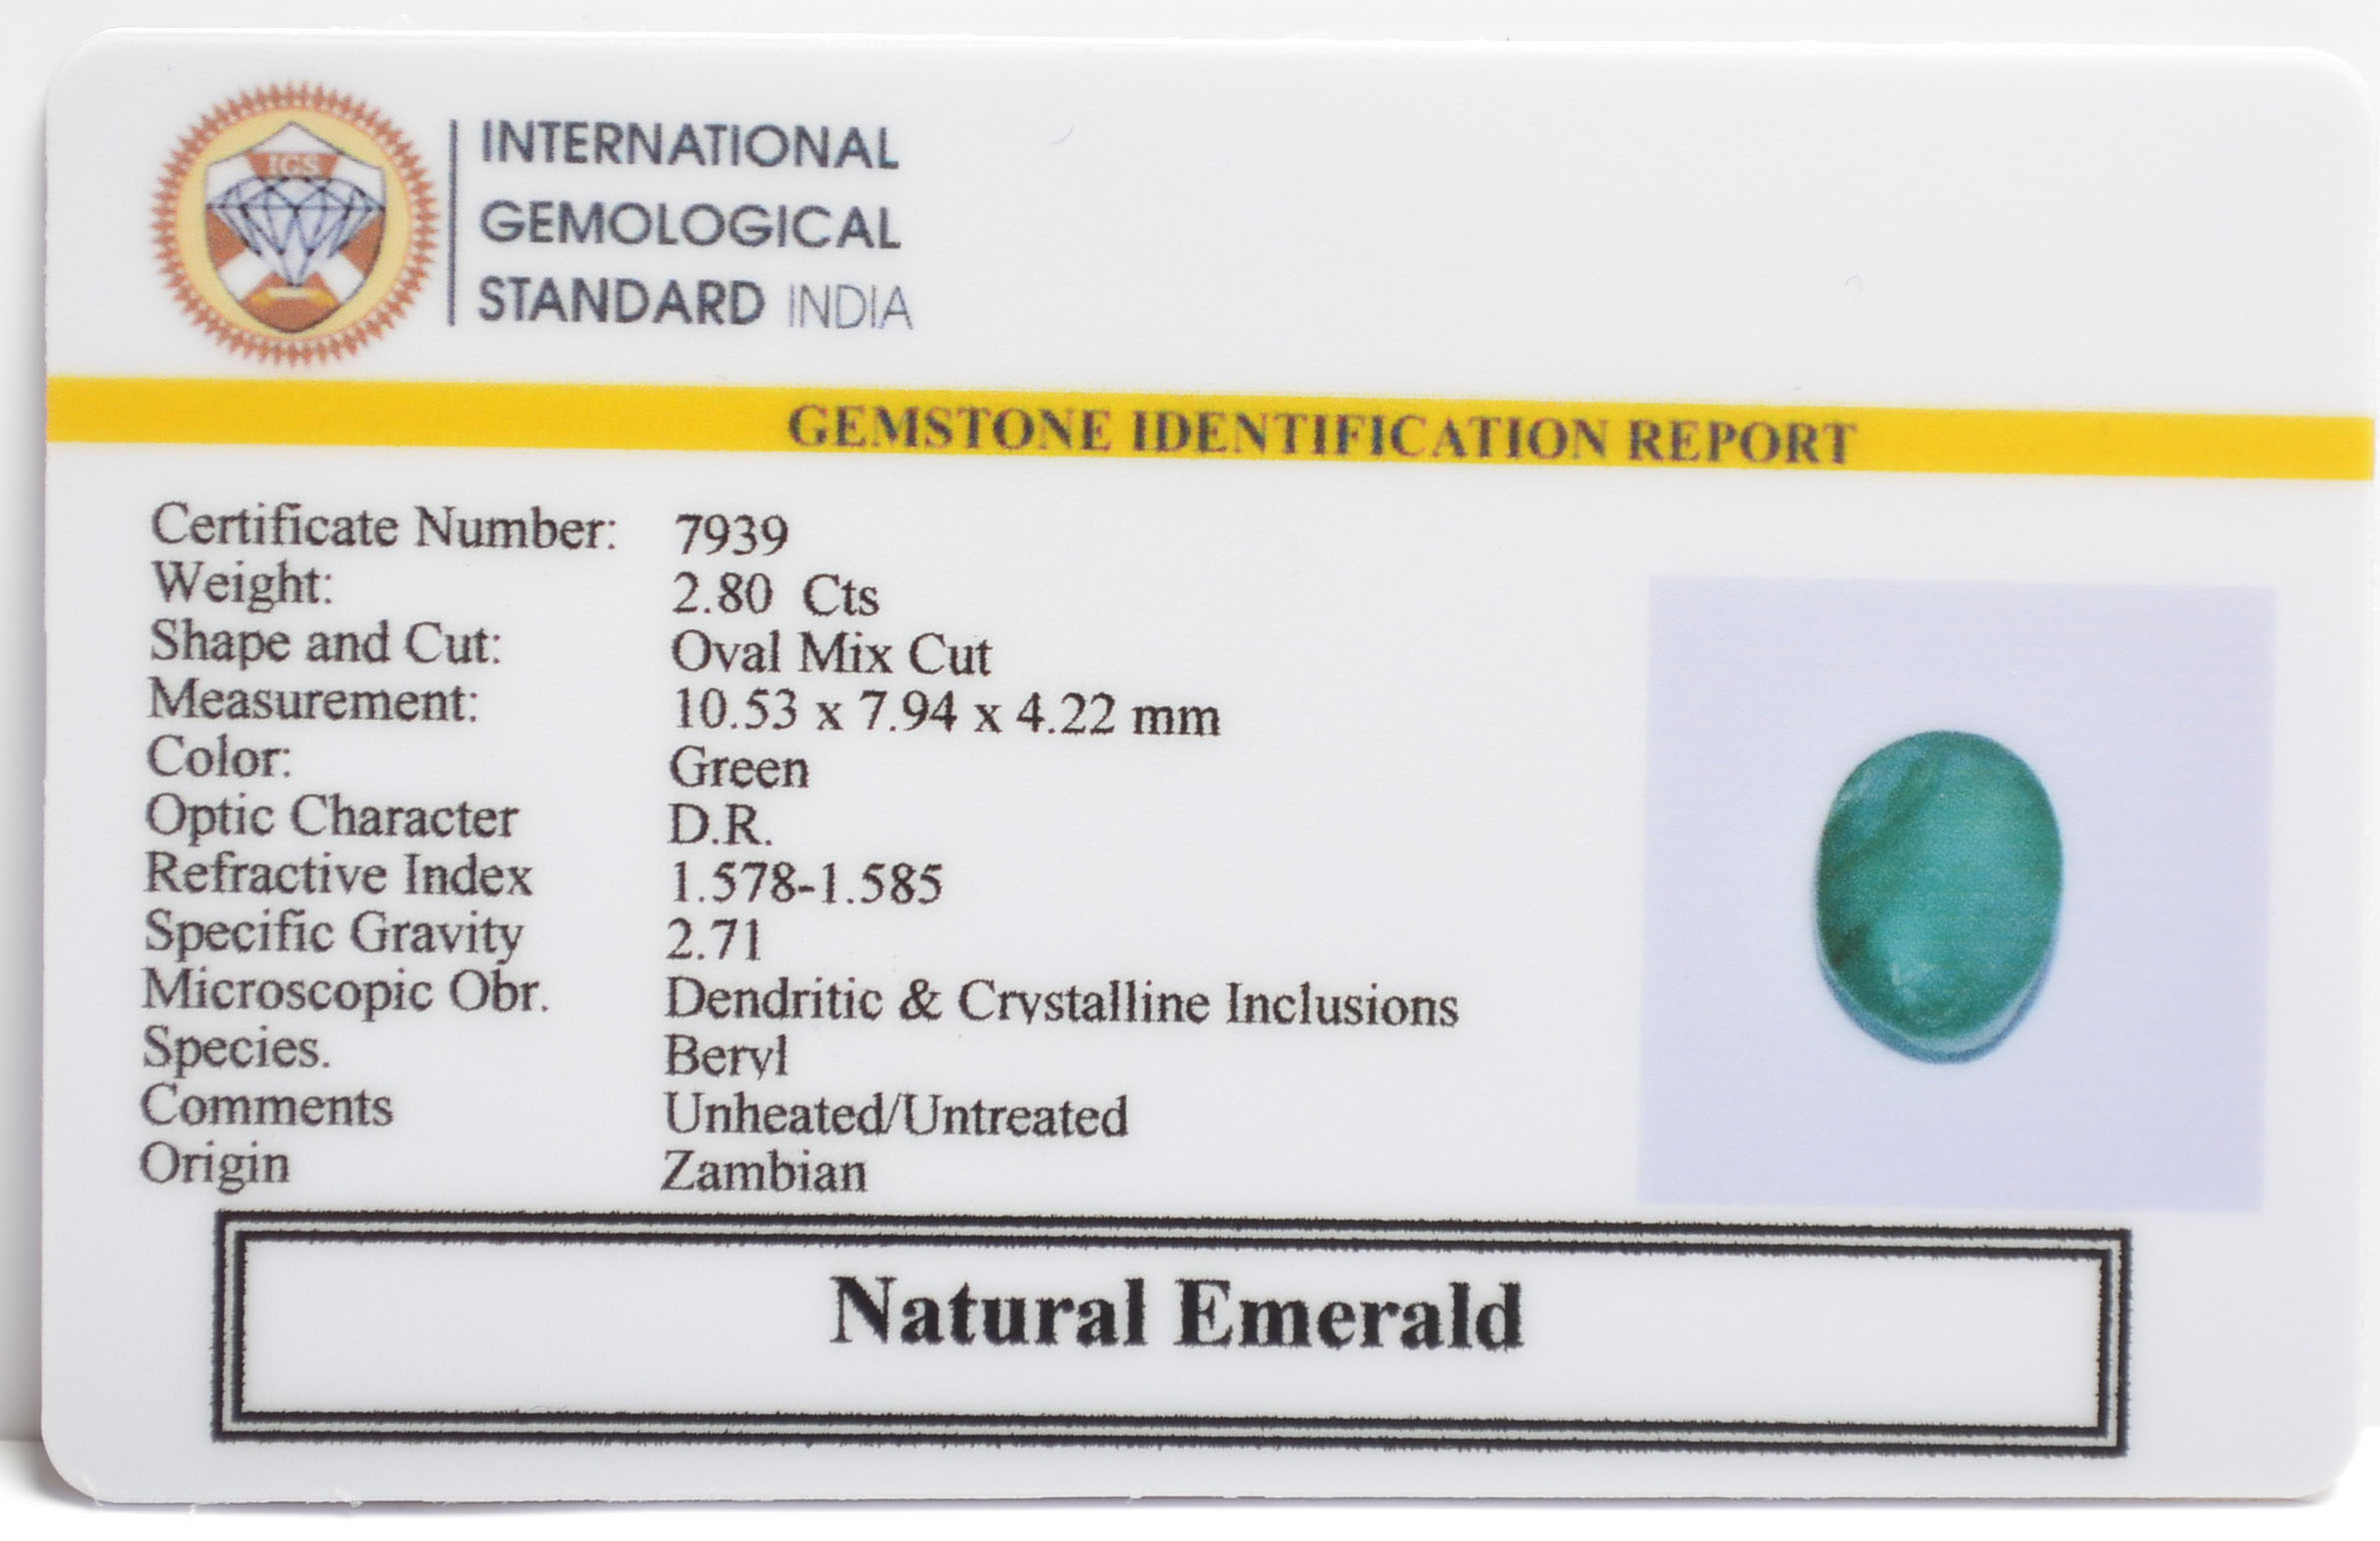 IGS
INTERNATIONAL
GEMOLOGICAL
STANDARD INDIA
GEMSTONE IDENTIFICATION REPORT
Certificate Number: 7939
Weight: 2.80 Cts
Shape and Cut: Oval Mix Cut
Measurement: 10.53 x 7.94 x 4.22 mm
Color: Green
Optic Character D.R.
Refractive Index 1.578-1.585
Specific Gravity 2.71
Microscopic Obr. Dendritic & Crystalline Inclusions
Species. Beryl
Comments Unheated/Untreated
Origin Zambian
Natural Emerald